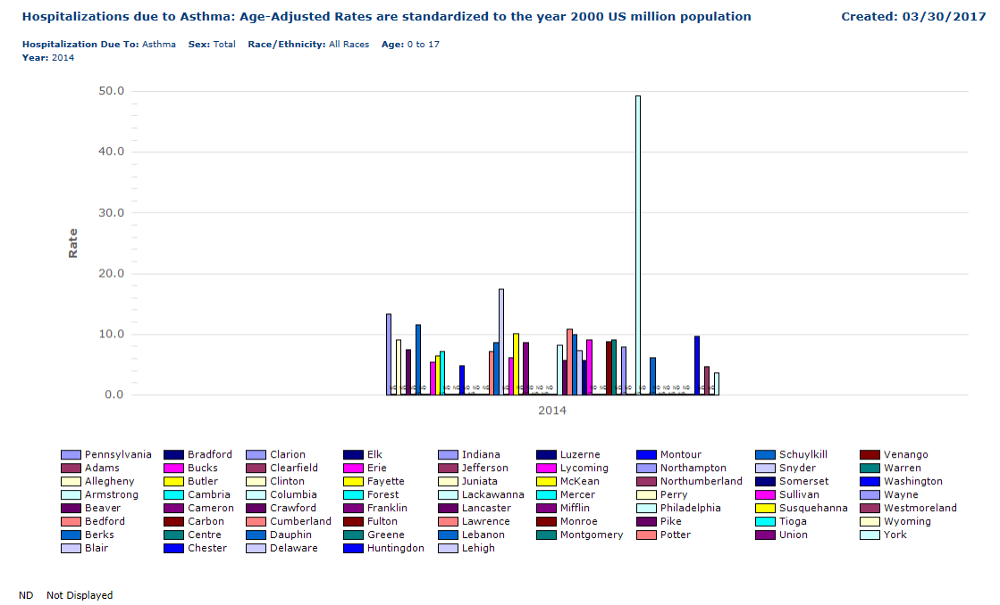 Hospitalizations due to Asthma: Age-Adjusted Rates are standardized to the year 2000 US million population Created: 03/30/2017
Hospitalization Due To: Asthma Sex: Total Race/Ethnicity: All Races Age: 0 to 17
Year: 2014
50.0
40.0
30.0
20.0
10.0
0.0
Rate
2014
Pennsylvania Bradford Clarion Elk Indiana Luzerne Montour Schuylkill Venango
Adams Bucks Clearfield Erie Jefferson Lycoming Northampton Snyder Warren
Allegheny Butler Clinton Fayette Juniata McKean Northumberland Somerset Washington
Armstrong Cambria Columbia Forest Lackawanna Mercer Perry Sullivan Wayne
Beaver Cameron Crawford Franklin Lancaster Mifflin Philadelphia Susquehanna Westmoreland
Bedford Carbon Cumberland Fulton Lawrence Monroe Pike Tioga Wyoming
Berks Centre Dauphin Greene Lebanon Montgomery Potter Union York
Blair Chester Delaware Huntingdon Lehigh
ND Not Displayed